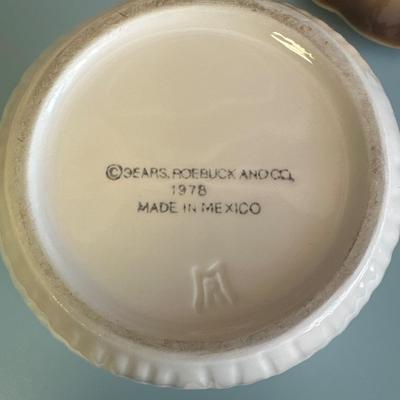 ©SEARS, ROEBUCK AND CO.
1978
MADE IN MEXICO